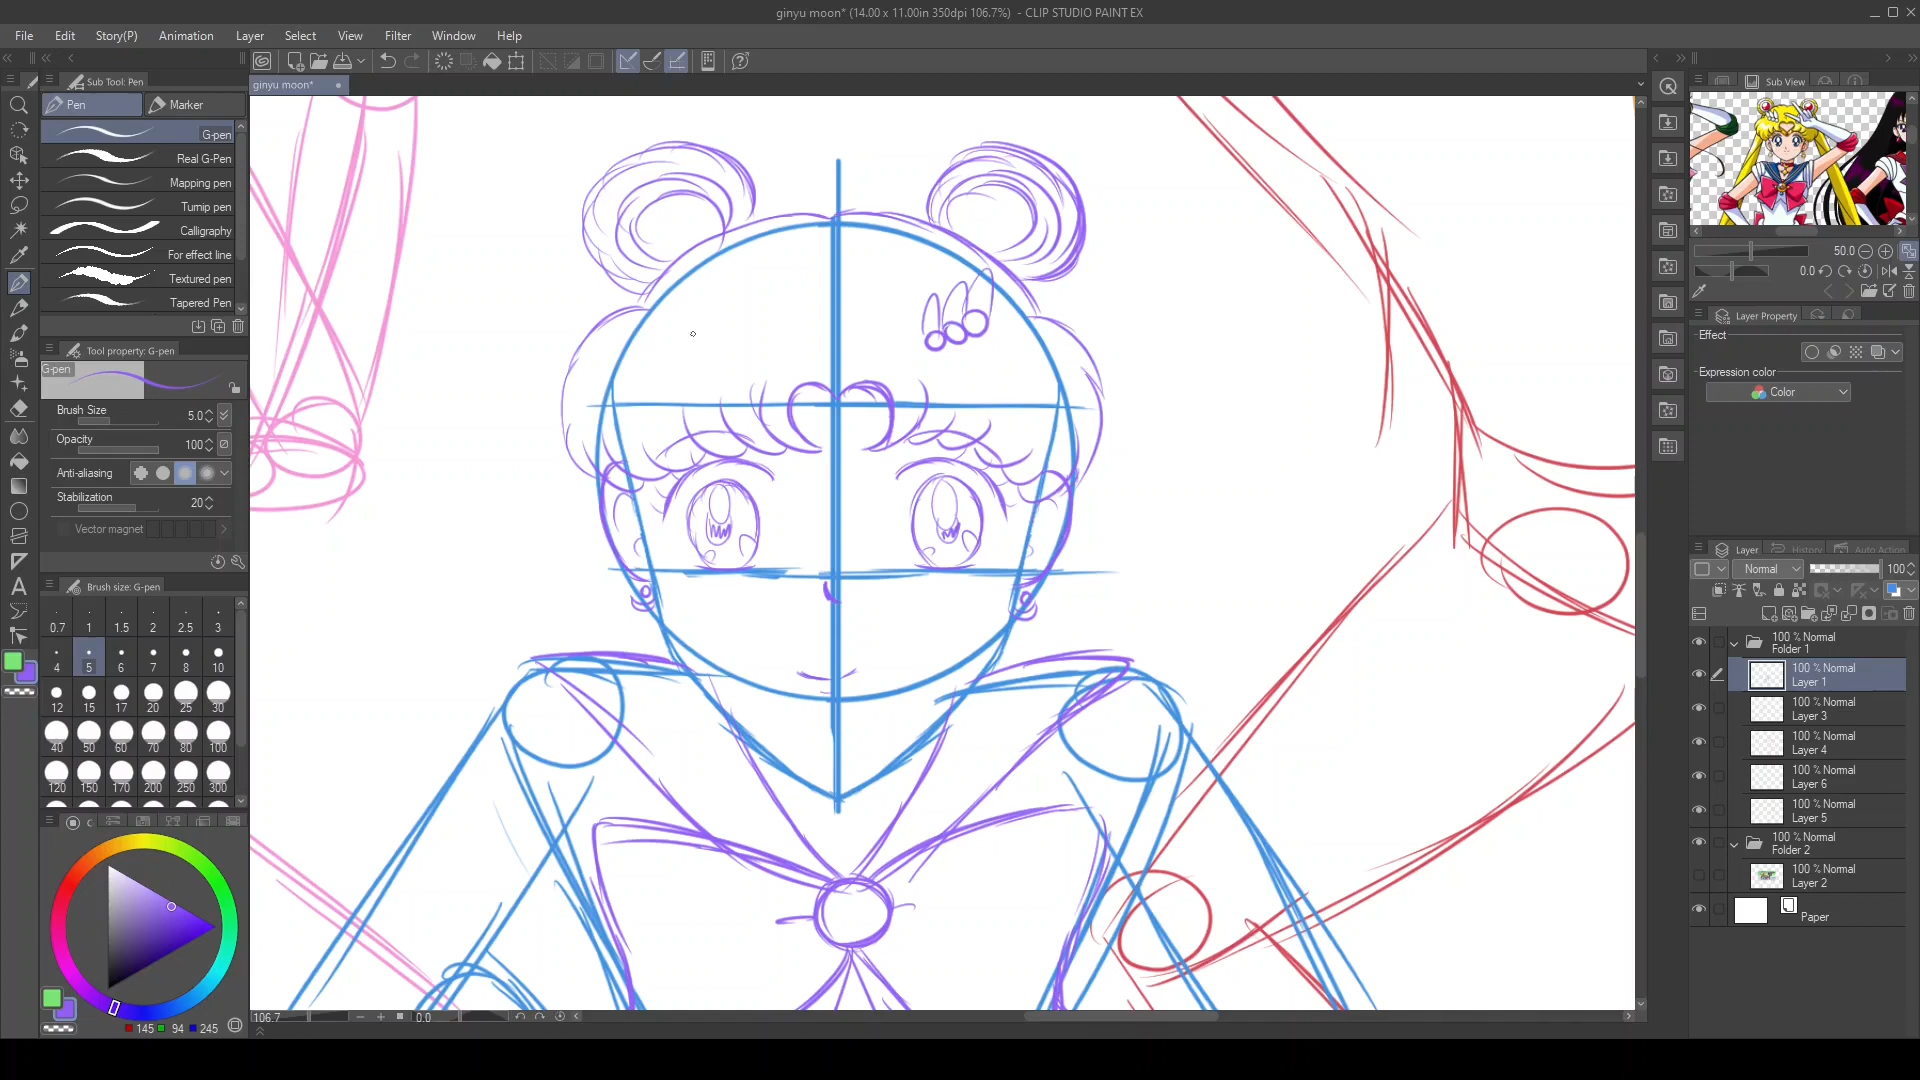 ginyu moon* (14.00 x 11.00in 350dpi 106.7%) - CLIP STUDIO PAINT EX
File Edit Story(P) Animation Layer Select View Filter Window Help
Sub Tool: Pen
ginyu moon*
Sub View
Pen Marker
G-pen
Real G-Pen
Mapping pen
Turnip pen
Calligraphy
For effect line
Textured pen
Tapered Pen
Tool property: G-pen
G-pen
Brush Size 5.0
Opacity 100
Anti-aliasing
Stabilization 20
Vector magnet
Brush size: G-pen
0.7 1 1.5 2 2.5 3
4 5 6 7 8 10
12 15 17 20 25 30
40 50 60 70 80 100
120 150 170 200 250 300
C
145 94 245
106.7 0.0
50.0
0.0
Layer Property
Effect
Expression color
Color
Layer History Auto Action
Normal 100
100 % Normal
Folder 1
100 % Normal
Layer 1
100 % Normal
Layer 3
100 % Normal
Layer 4
100 % Normal
Layer 6
100 % Normal
Layer 5
100 % Normal
Folder 2
100 % Normal
Layer 2
Paper